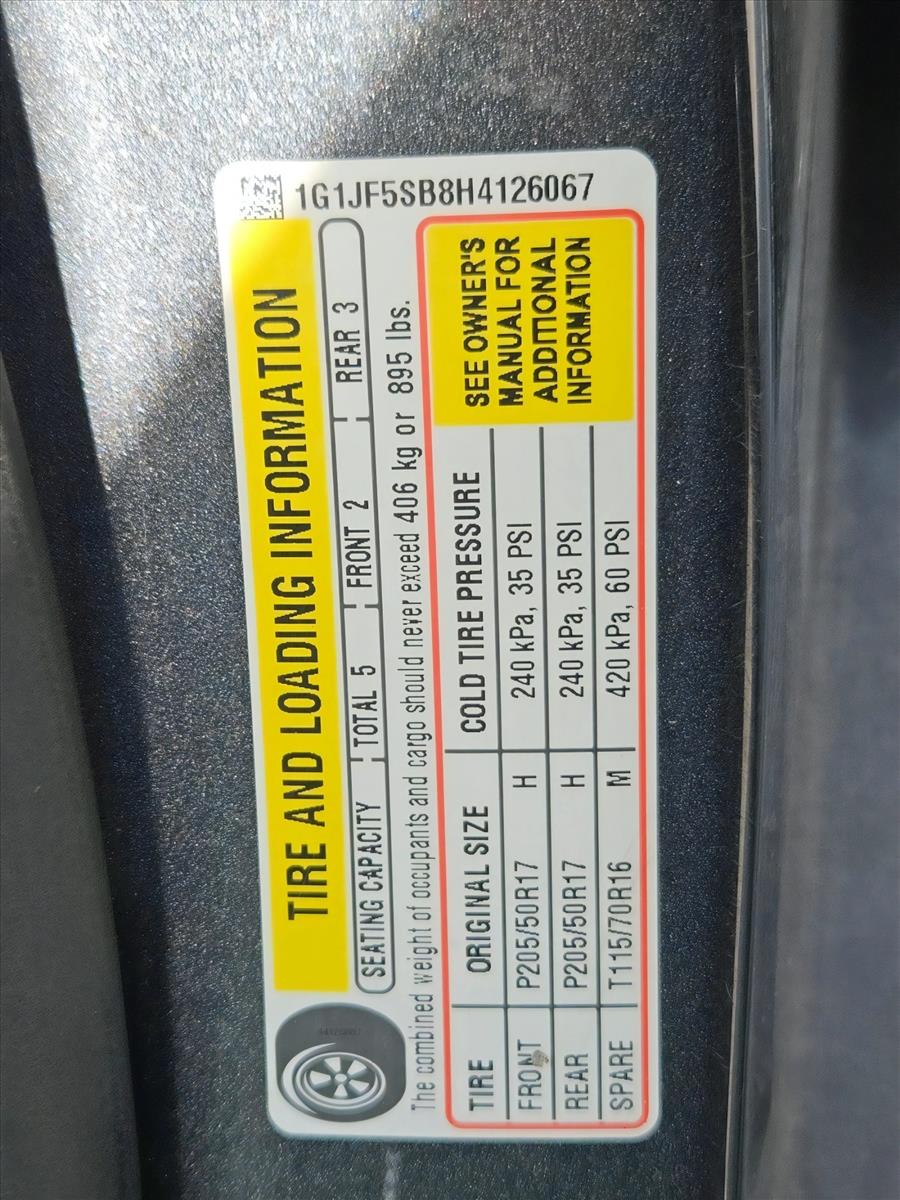 1G1JF5SB8H4126067
TIRE AND LOADING INFORMATION
SEATING CAPACITY TOTAL 5 FRONT 2 REAR 3
The combined weight of occupants and cargo should never exceed 406 kg or 895 lbs.
TIRE ORIGINAL SIZE COLD TIRE PRESSURE
FRONT P205/50R17 H 240 kPa, 35 PSI
REAR P205/50R17 H 240 kPa, 35 PSI
SPARE T115/70R16 M 420 kPa, 60 PSI
SEE OWNER'S
MANUAL FOR
ADDITIONAL
INFORMATION